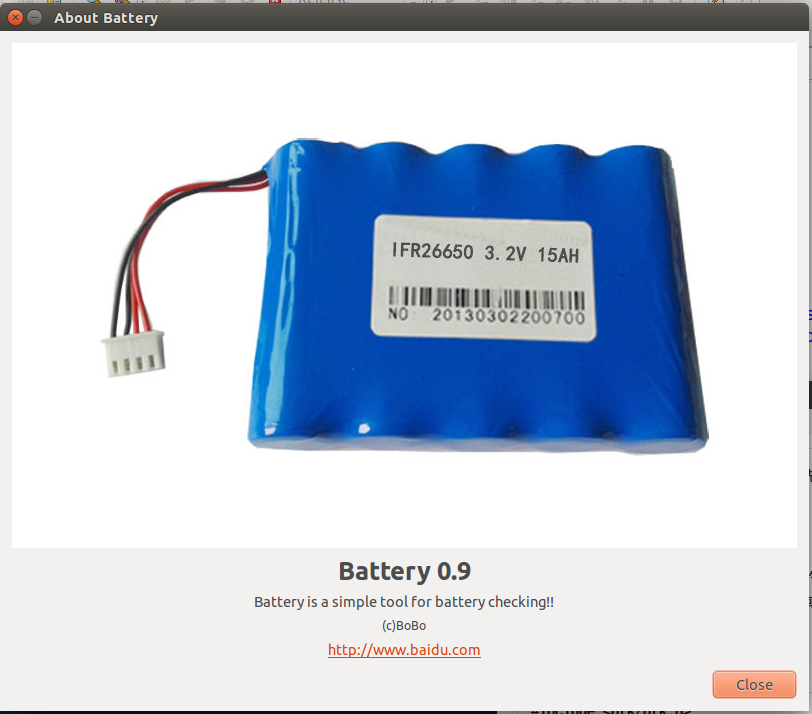 About Battery
IFR26650 3.2V 15AH
NO: 20130302200700
Battery 0.9
Battery is a simple tool for battery checking!!
(c)BoBo
http://www.baidu.com
Close